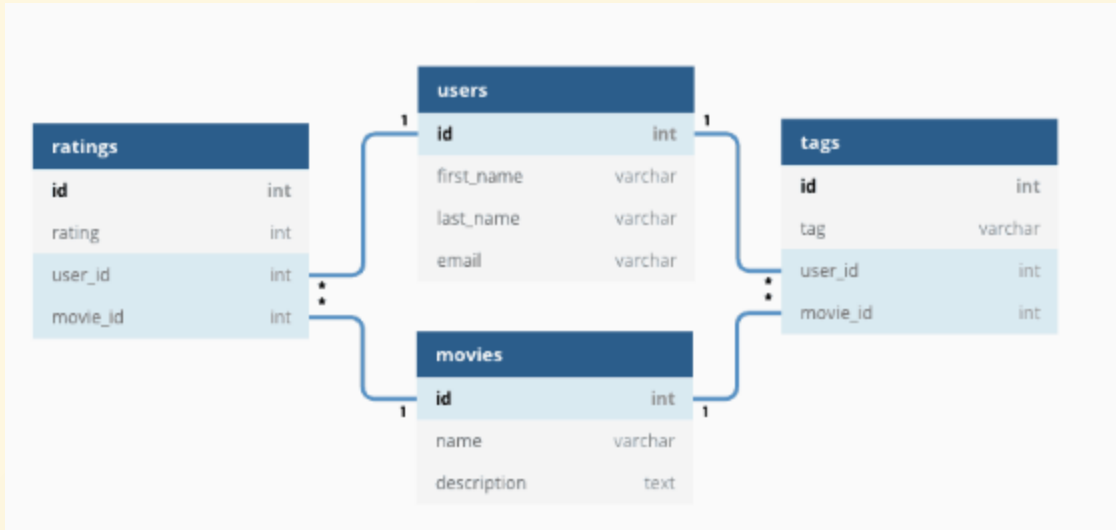 ratings
id int
rating int
user_id int
movie_id int
users
1 id int 1
first_name varchar
last_name varchar
email varchar
*
*
movies
1 id int 1
name varchar
description text
tags
id int
tag varchar
user_id int
movie_id int
*
*